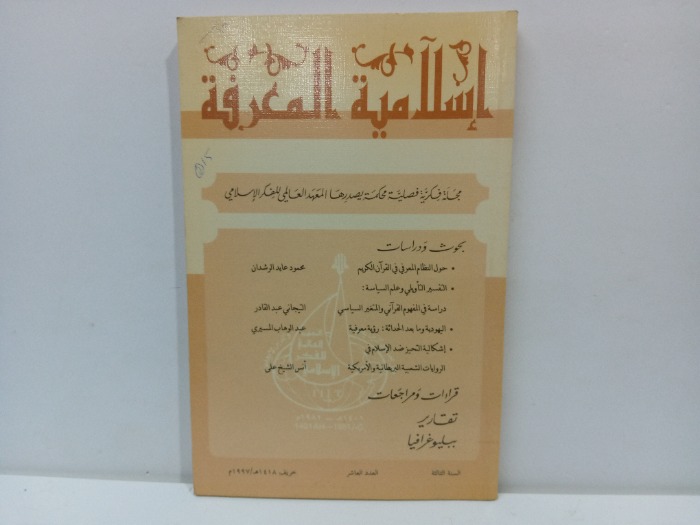 إسلامية المعرفة
مجلة فكرية فصلية محكمة يصدرها المعهد العالمي للفكر الإسلامي
بحوث ودراسات
• حول النظام المعرفي في القرآن الكريم محمود عايد الرشدان
• التفسير التأويلي وعلم السياسة :
دراسة في المفهوم القرآني والمتغير السياسي التيجاني عبد القادر
• اليهودية وما بعد الحداثة : رؤية معرفية عبد الوهاب المسيري
• إشكالية التحيز ضد الإسلام في
الروايات الشعبية البريطانية والأمريكية أنس الشيخ علي
قراءات ومراجعات
تقارير
ببليوغرافيا
السنة الثالثة العدد العاشر خريف ١٤١٨هـ/١٩٩٧م